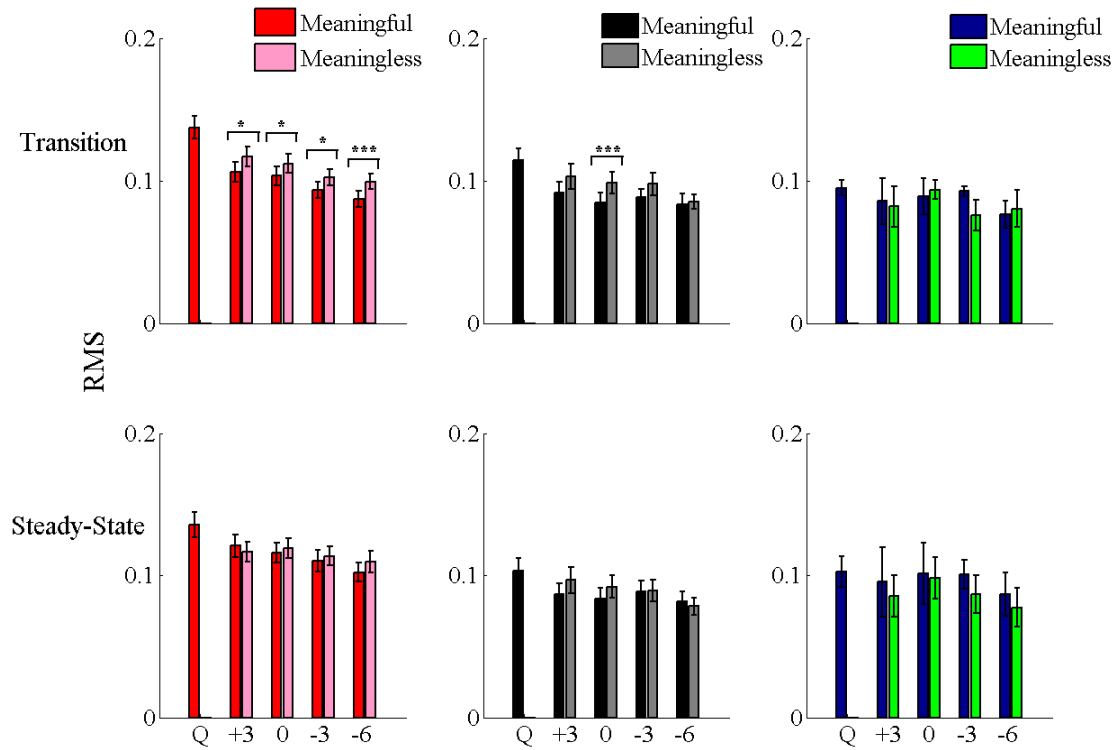 Meaningful
Meaningless
Meaningful
Meaningless
Meaningful
Meaningless
Transition
0.2
0.1
0
*
*
*
***
0.2
0.1
0
***
0.2
0.1
0
RMS
Steady-State
0.2
0.1
0
Q +3 0 -3 -6
0.2
0.1
0
Q +3 0 -3 -6
0.2
0.1
0
Q +3 0 -3 -6